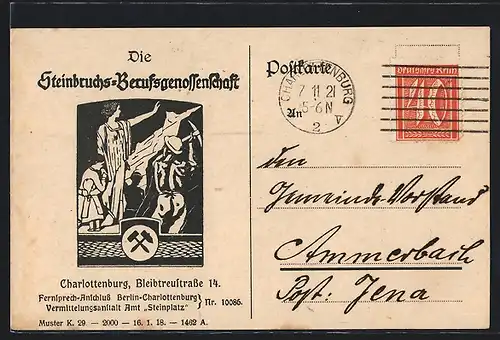 Die
Steinbruchs-Berufsgenossenschaft
Charlottenburg, Bleibtreustraße 14.
Fernsprech-Anschluß Berlin-Charlottenburg
Vermittelungsanstalt Amt „Steinplatz”
Nr. 10086.
Muster K. 29 — 2000 — 16. 1. 18. — 1462 A.
Postkarte
CHARLOTTENBURG
7 11 21
5-6 N
2 V
Deutsches Reich
40
An
den
Gemeinde-Vorstand
Ammerbach
Post. Jena